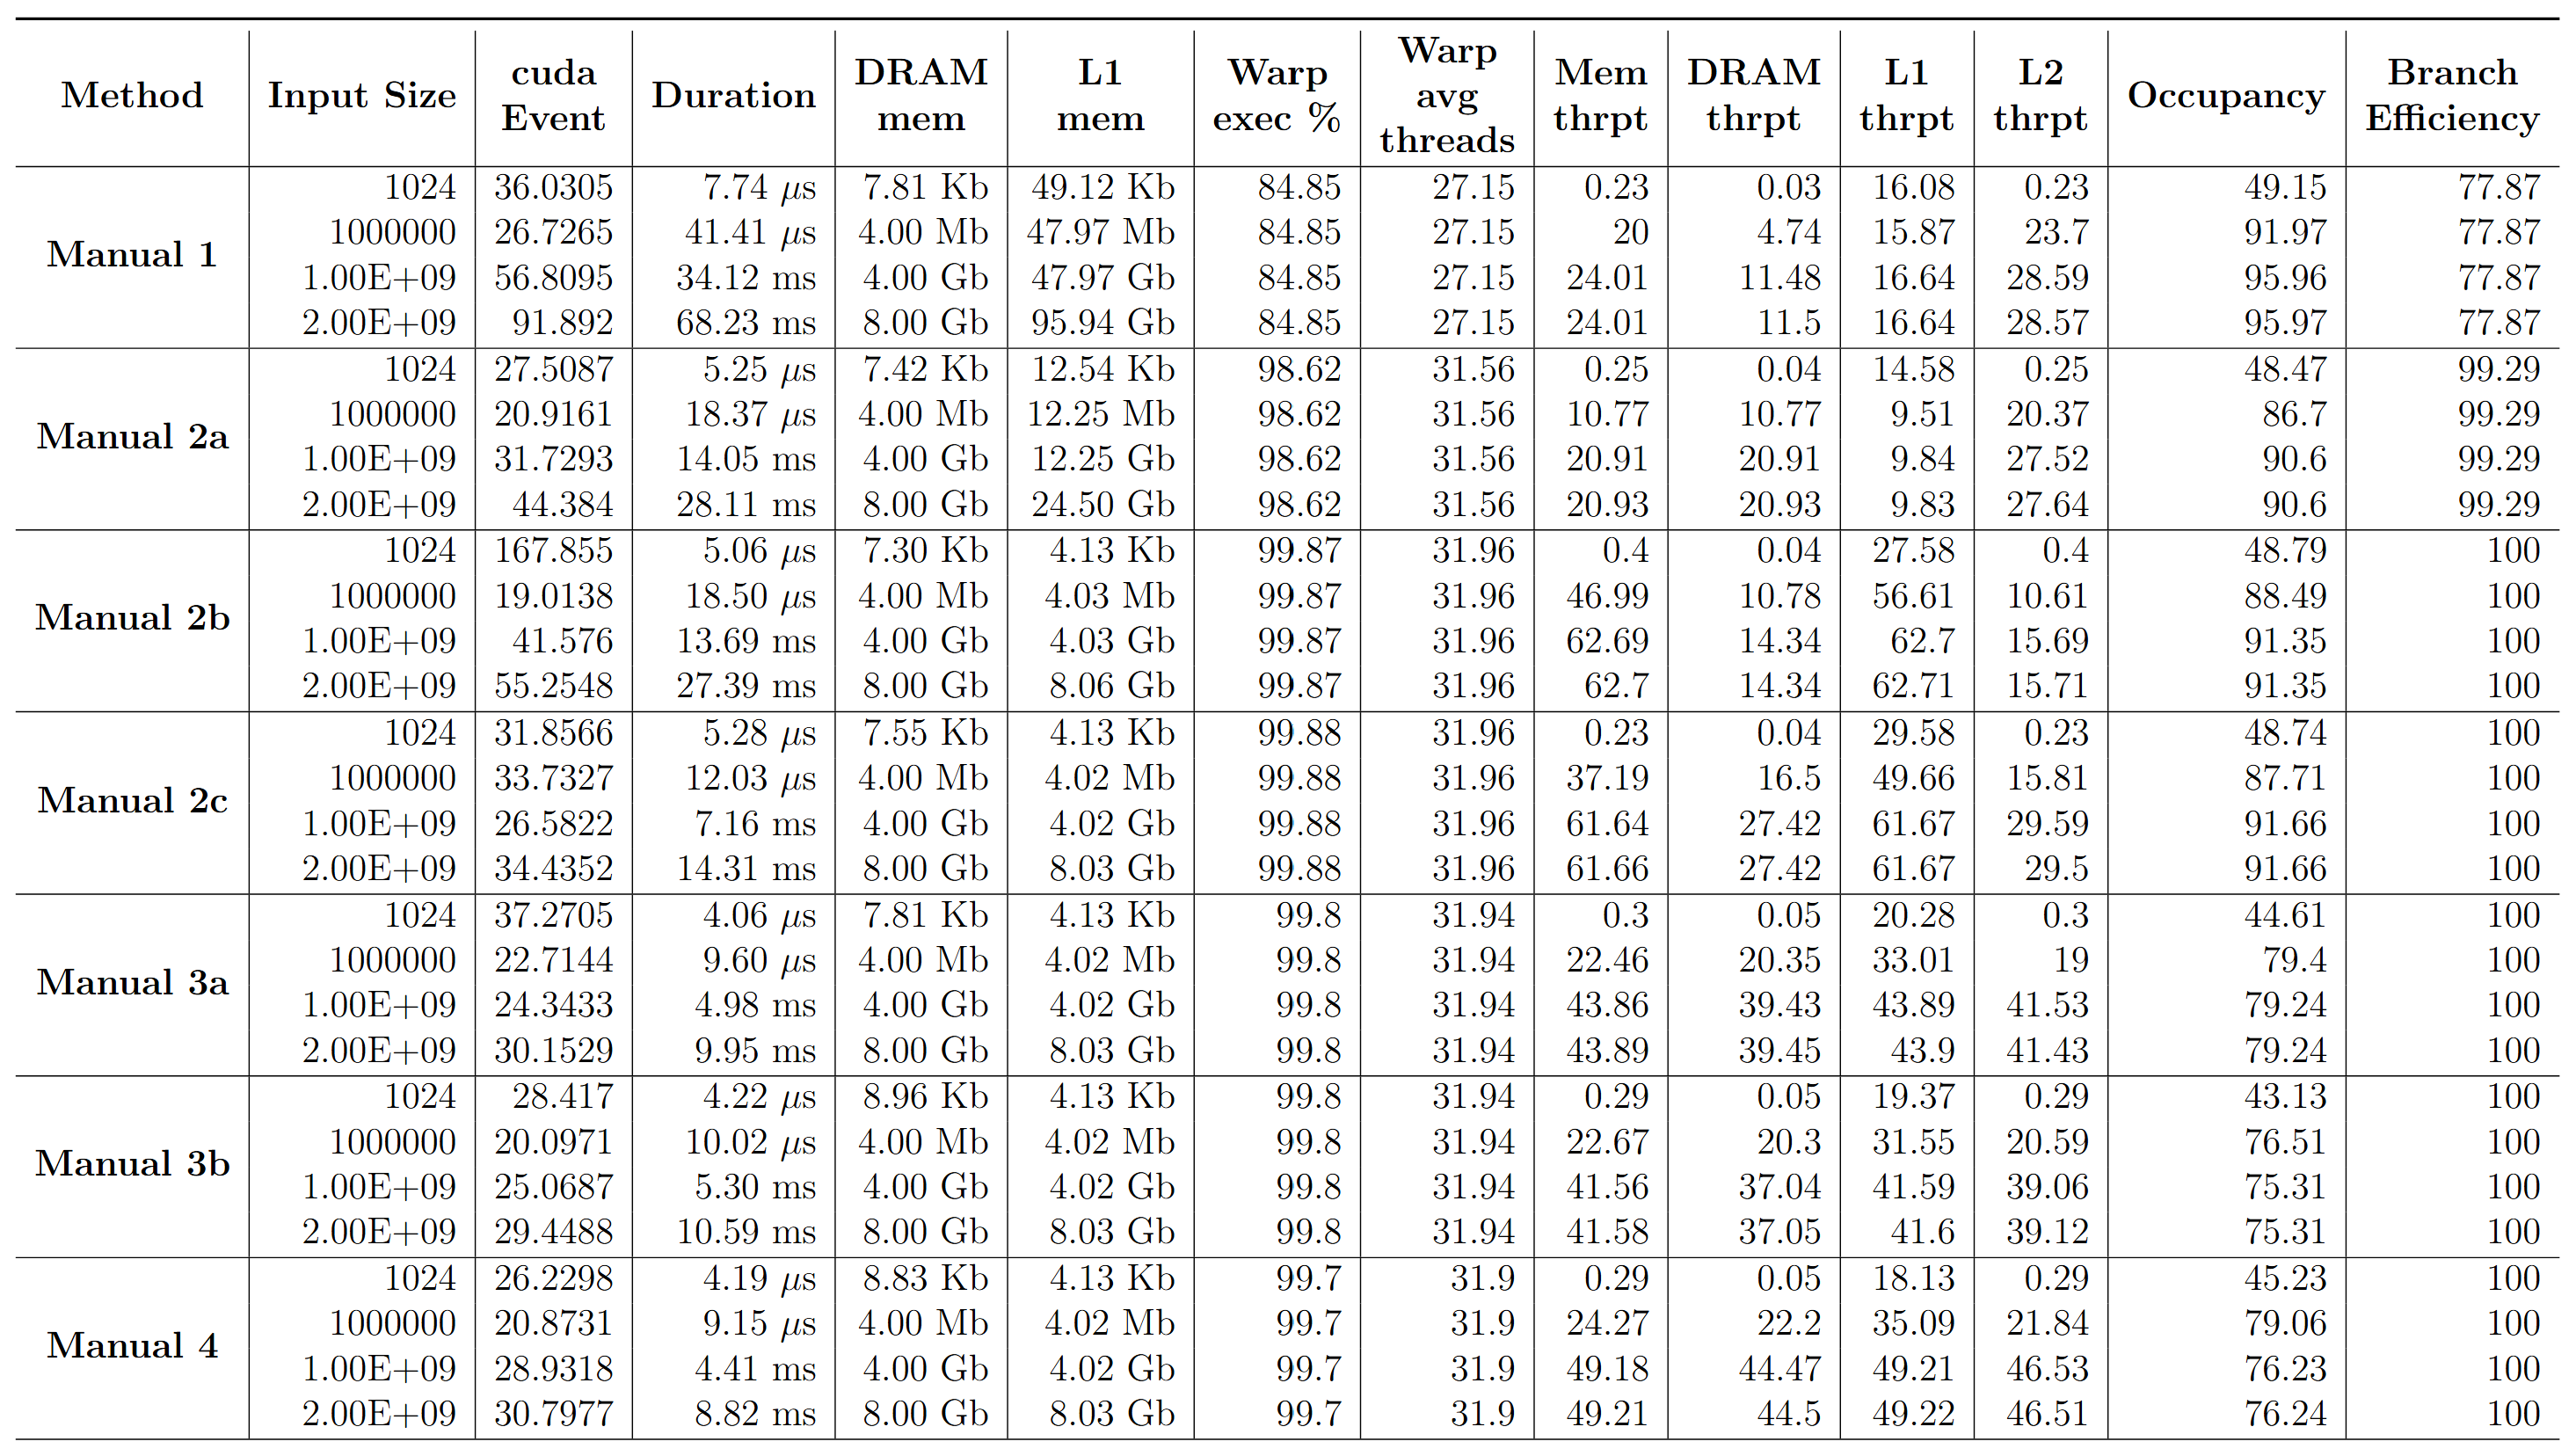 Method Input Size cuda Event Duration DRAM mem L1 mem Warp exec % Warp avg threads Mem thrpt DRAM thrpt L1 thrpt L2 thrpt Occupancy Branch Efficiency
Manual 1
1024 36.0305 7.74 μs 7.81 Kb 49.12 Kb 84.85 27.15 0.23 0.03 16.08 0.23 49.15 77.87
1000000 26.7265 41.41 μs 4.00 Mb 47.97 Mb 84.85 27.15 20 4.74 15.87 23.7 91.97 77.87
1.00E+09 56.8095 34.12 ms 4.00 Gb 47.97 Gb 84.85 27.15 24.01 11.48 16.64 28.59 95.96 77.87
2.00E+09 91.892 68.23 ms 8.00 Gb 95.94 Gb 84.85 27.15 24.01 11.5 16.64 28.57 95.97 77.87
Manual 2a
1024 27.5087 5.25 μs 7.42 Kb 12.54 Kb 98.62 31.56 0.25 0.04 14.58 0.25 48.47 99.29
1000000 20.9161 18.37 μs 4.00 Mb 12.25 Mb 98.62 31.56 10.77 10.77 9.51 20.37 86.7 99.29
1.00E+09 31.7293 14.05 ms 4.00 Gb 12.25 Gb 98.62 31.56 20.91 20.91 9.84 27.52 90.6 99.29
2.00E+09 44.384 28.11 ms 8.00 Gb 24.50 Gb 98.62 31.56 20.93 20.93 9.83 27.64 90.6 99.29
Manual 2b
1024 167.855 5.06 μs 7.30 Kb 4.13 Kb 99.87 31.96 0.4 0.04 27.58 0.4 48.79 100
1000000 19.0138 18.50 μs 4.00 Mb 4.03 Mb 99.87 31.96 46.99 10.78 56.61 10.61 88.49 100
1.00E+09 41.576 13.69 ms 4.00 Gb 4.03 Gb 99.87 31.96 62.69 14.34 62.7 15.69 91.35 100
2.00E+09 55.2548 27.39 ms 8.00 Gb 8.06 Gb 99.87 31.96 62.7 14.34 62.71 15.71 91.35 100
Manual 2c
1024 31.8566 5.28 μs 7.55 Kb 4.13 Kb 99.88 31.96 0.23 0.04 29.58 0.23 48.74 100
1000000 33.7327 12.03 μs 4.00 Mb 4.02 Mb 99.88 31.96 37.19 16.5 49.66 15.81 87.71 100
1.00E+09 26.5822 7.16 ms 4.00 Gb 4.02 Gb 99.88 31.96 61.64 27.42 61.67 29.59 91.66 100
2.00E+09 34.4352 14.31 ms 8.00 Gb 8.03 Gb 99.88 31.96 61.66 27.42 61.67 29.5 91.66 100
Manual 3a
1024 37.2705 4.06 μs 7.81 Kb 4.13 Kb 99.8 31.94 0.3 0.05 20.28 0.3 44.61 100
1000000 22.7144 9.60 μs 4.00 Mb 4.02 Mb 99.8 31.94 22.46 20.35 33.01 19 79.4 100
1.00E+09 24.3433 4.98 ms 4.00 Gb 4.02 Gb 99.8 31.94 43.86 39.43 43.89 41.53 79.24 100
2.00E+09 30.1529 9.95 ms 8.00 Gb 8.03 Gb 99.8 31.94 43.89 39.45 43.9 41.43 79.24 100
Manual 3b
1024 28.417 4.22 μs 8.96 Kb 4.13 Kb 99.8 31.94 0.29 0.05 19.37 0.29 43.13 100
1000000 20.0971 10.02 μs 4.00 Mb 4.02 Mb 99.8 31.94 22.67 20.3 31.55 20.59 76.51 100
1.00E+09 25.0687 5.30 ms 4.00 Gb 4.02 Gb 99.8 31.94 41.56 37.04 41.59 39.06 75.31 100
2.00E+09 29.4488 10.59 ms 8.00 Gb 8.03 Gb 99.8 31.94 41.58 37.05 41.6 39.12 75.31 100
Manual 4
1024 26.2298 4.19 μs 8.83 Kb 4.13 Kb 99.7 31.9 0.29 0.05 18.13 0.29 45.23 100
1000000 20.8731 9.15 μs 4.00 Mb 4.02 Mb 99.7 31.9 24.27 22.2 35.09 21.84 79.06 100
1.00E+09 28.9318 4.41 ms 4.00 Gb 4.02 Gb 99.7 31.9 49.18 44.47 49.21 46.53 76.23 100
2.00E+09 30.7977 8.82 ms 8.00 Gb 8.03 Gb 99.7 31.9 49.21 44.5 49.22 46.51 76.24 100